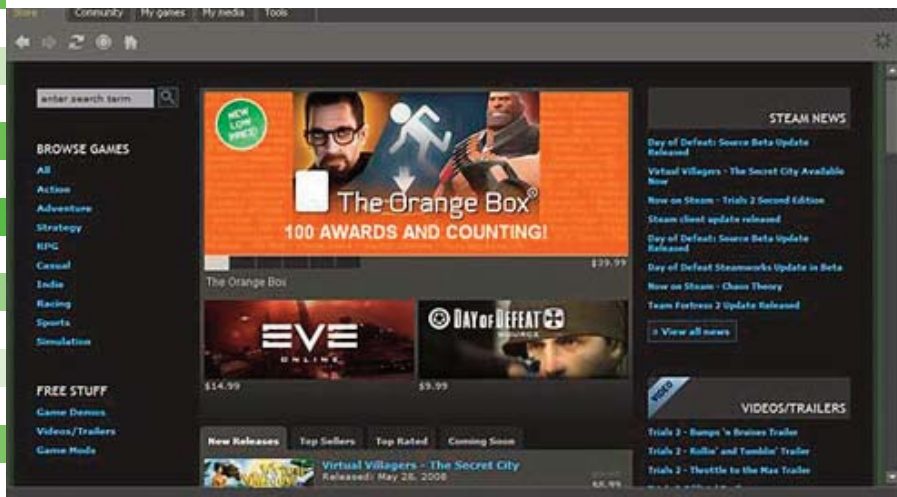 Store
Community
My games
My media
Tools
enter search term
BROWSE GAMES
All
Action
Adventure
Strategy
RPG
Casual
Indie
Racing
Sports
Simulation
FREE STUFF
Game Demos
Videos/Trailers
Game Mods
NEW
LOW
PRICE!
The Orange Box
100 AWARDS AND COUNTING!
$39.99
The Orange Box
EVE
ONLINE
$14.99
DAY OF DEFEAT
SOURCE
$9.99
New Releases
Top Sellers
Top Rated
Coming Soon
Virtual Villagers - The Secret City
Released: May 28, 2008
STEAM NEWS
Day of Defeat: Source Beta Update
Released
Virtual Villagers - The Secret City Available
Now
Now on Steam - Trials 2 Second Edition
Steam client update released
Day of Defeat: Source Beta Update
Released
Day of Defeat Steamworks Update in Beta
Now on Steam - Chaos Theory
Team Fortress 2 Update Released
» View all news
VIDEO
VIDEOS/TRAILERS
Trials 2 - Bumps 'n Bruises Trailer
Trials 2 - Rollin' and Tumblin' Trailer
Trials 2 - Throttle to the Max Trailer